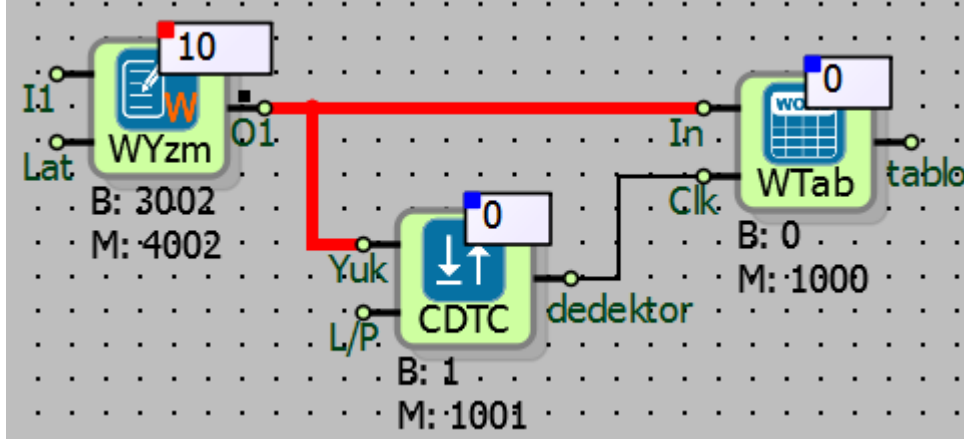 10
I1
O1
Lat
W
WYzm
B: 3002
M: 4002
0
In
Clk
WTab
tablo
B: 0
M: 1000
0
Yuk
L/P
CDTC
dedektor
B: 1
M: 1001